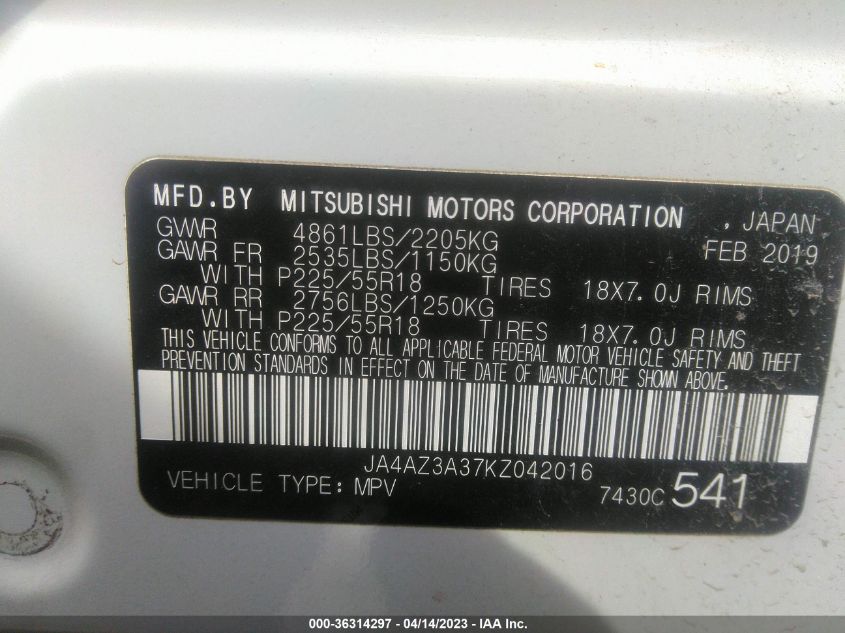 MFD.BY MITSUBISHI MOTORS CORPORATION , JAPAN
GVWR 4861LBS/2205KG FEB 2019
GAWR FR 2535LBS/1150KG
WITH P225/55R18 TIRES 18X7.0J RIMS
GAWR RR 2756LBS/1250KG
WITH P225/55R18 TIRES 18X7.0J RIMS
THIS VEHICLE CONFORMS TO ALL APPLICABLE FEDERAL MOTOR VEHICLE SAFETY AND THEFT
PREVENTION STANDARDS IN EFFECT ON THE DATE OF MANUFACTURE SHOWN ABOVE.
JA4AZ3A37KZ042016
VEHICLE TYPE: MPV 7430C 541
000-36314297 - 04/14/2023 - IAA Inc.